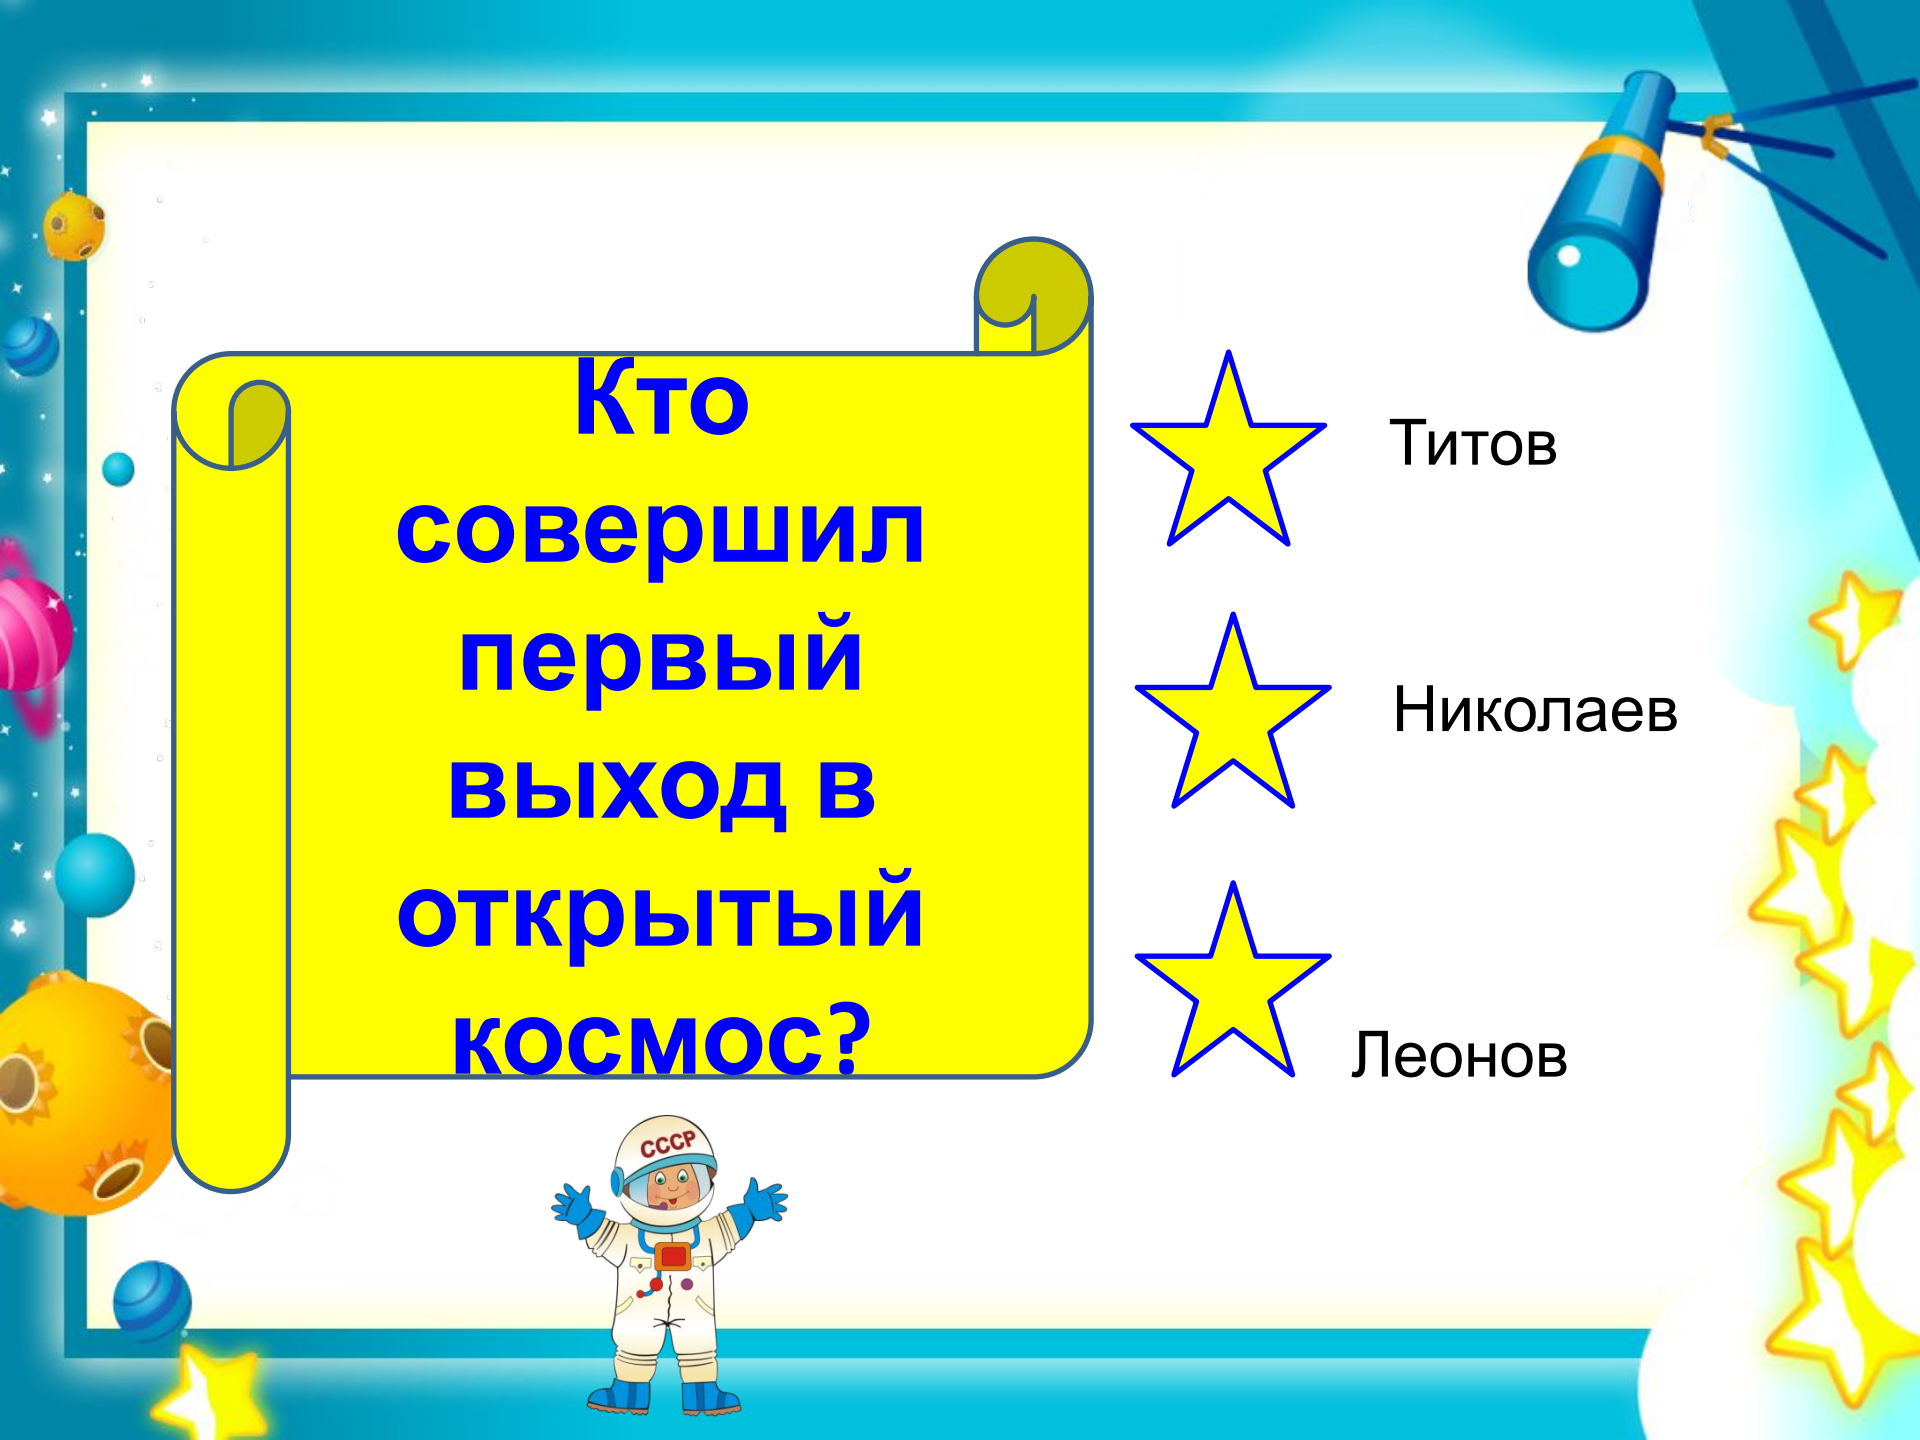 Кто
совершил
первый
выход в
открытый
космос?
Титов
Николаев
Леонов
СССР